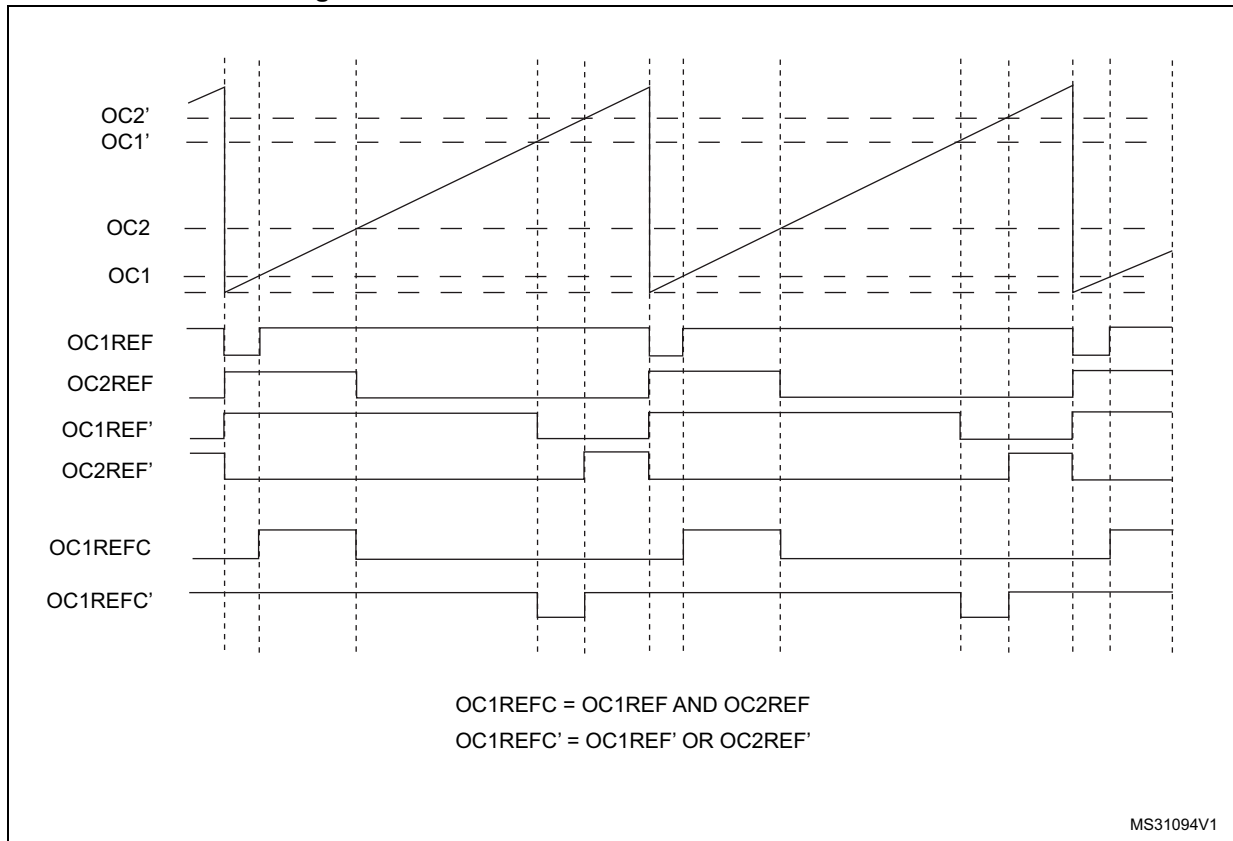 OC2’
OC1’
OC2
OC1
OC1REF
OC2REF
OC1REF’
OC2REF’
OC1REFC
OC1REFC’
OC1REFC = OC1REF AND OC2REF
OC1REFC’ = OC1REF’ OR OC2REF’
MS31094V1